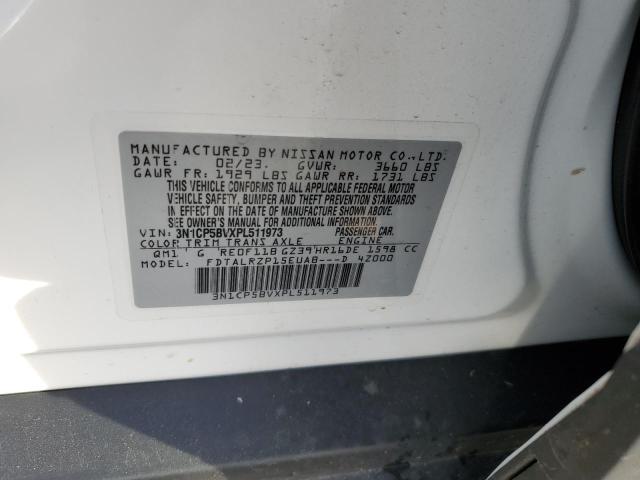 MANUFACTURED BY NISSAN MOTOR CO.,LTD.
DATE: 02/23. GVWR: 3660 LBS
GAWR FR: 1929 LBS GAWR RR: 1731 LBS
THIS VEHICLE CONFORMS TO ALL APPLICABLE FEDERAL MOTOR
VEHICLE SAFETY, BUMPER, AND THEFT PREVENTION STANDARDS
IN EFFECT ON THE DATE OF MANUFACTURE SHOWN ABOVE.
SEE OWNER'S MANUAL FOR ADDITIONAL INFORMATION
VIN: 3N1CP5BVXPL511973 PASSENGER CAR.
COLOR TRIM TRANS AXLE ENGINE
QM1 G RE0F11B GZ39 HR16DE 1598 CC
FDTALRZP15EUAB---D 4Z000
3N1CP5BVXPL511973